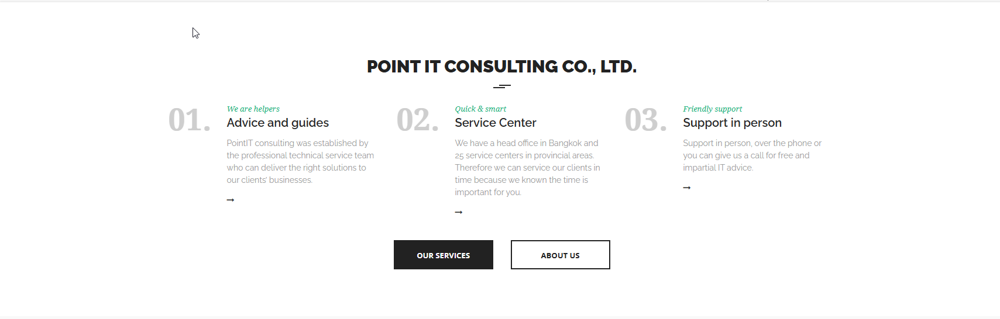 POINT IT CONSULTING CO., LTD.
01.
We are helpers
Advice and guides
PointIT consulting was established by
the professional technical service team
who can deliver the right solutions to
our clients' businesses.
02.
Quick & smart
Service Center
We have a head office in Bangkok and
25 service centers in provincial areas.
Therefore we can service our clients in
time because we known the time is
important for you.
03.
Friendly support
Support in person
Support in person, over the phone or
you can give us a call for free and
impartial IT advice.
OUR SERVICES
ABOUT US